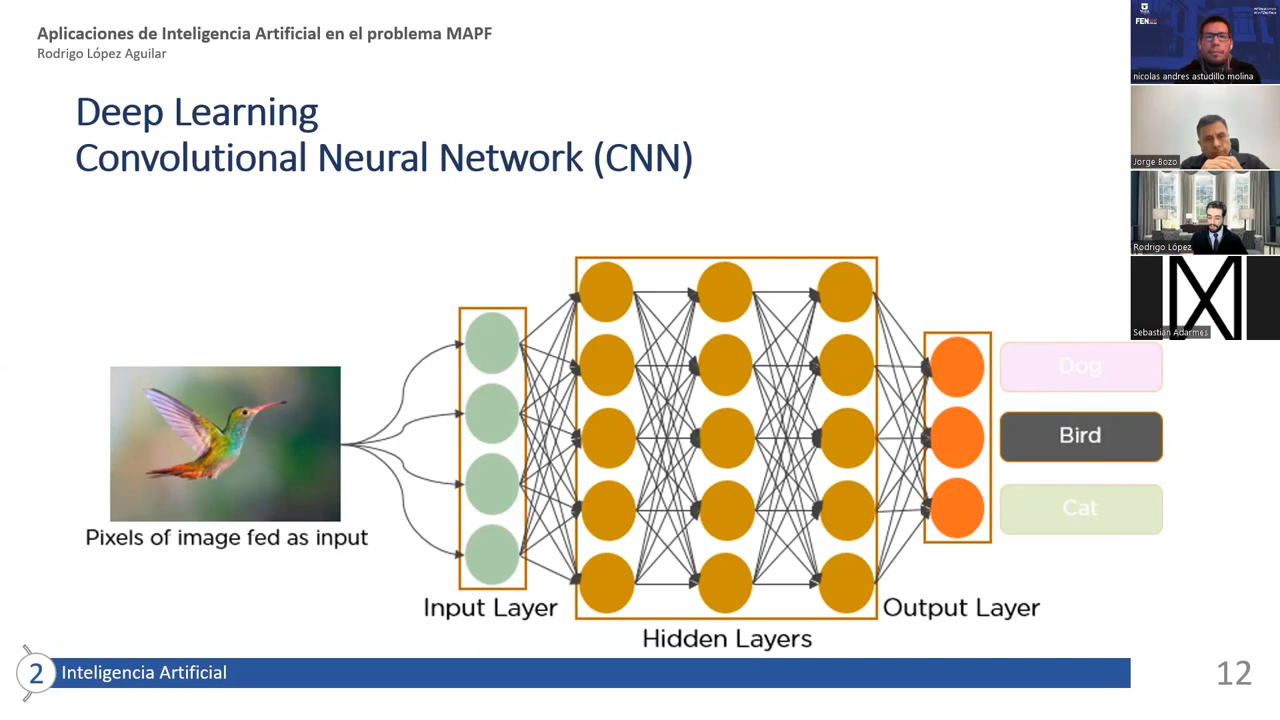 Aplicaciones de Inteligencia Artificial en el problema MAPF
Rodrigo López Aguilar
Deep Learning
Convolutional Neural Network (CNN)
Pixels of image fed as input
Input Layer
Hidden Layers
Output Layer
Dog
Bird
Cat
2 Inteligencia Artificial
12
FEN
nicolas andres astudillo molina
Jorge Bozo
Rodrigo López
Sebastián Adarmes